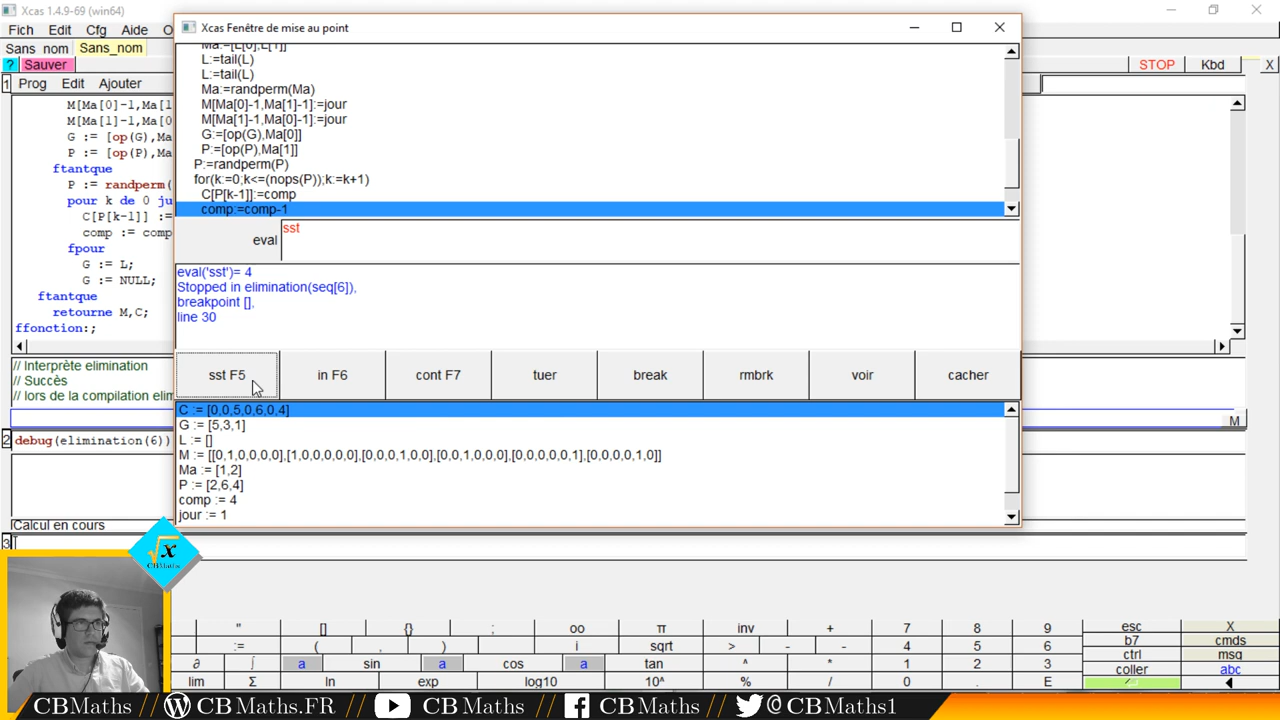 Xcas 1.4.9-69 (win64)
Fich Edit Cfg Aide
Sans_nom Sans_nom
? Sauver
STOP Kbd X
1 Prog Edit Ajouter
M[Ma[0]-1,Ma[1
M[Ma[1]-1,Ma[0
G := [op(G),Ma
P := [op(P),Ma
ftantque
P := randperm(
pour k de 0 ju
C[P[k-1]] :=
comp := comp
fpour
G := L;
G := NULL;
ftantque
retourne M,C;
ffonction:;
// Interprète elimination
// Succès
// lors de la compilation elim
M
2 debug(elimination(6))
Calcul en cours
3
Xcas Fenêtre de mise au point
Ma:=[L[0],L[1]]
L:=tail(L)
L:=tail(L)
Ma:=randperm(Ma)
M[Ma[0]-1,Ma[1]-1]:=jour
M[Ma[1]-1,Ma[0]-1]:=jour
G:=[op(G),Ma[0]]
P:=[op(P),Ma[1]]
P:=randperm(P)
for(k:=0;k<=(nops(P));k:=k+1)
C[P[k-1]]:=comp
comp:=comp-1
eval sst
eval('sst')= 4
Stopped in elimination(seq[6]),
breakpoint [],
line 30
sst F5 in F6 cont F7 tuer break rmbrk voir cacher
C := [0,0,5,0,6,0.4]
G := [5,3,1]
L := []
M := [[0,1,0,0,0,0],[1,0,0,0,0,0],[0,0,0,1,0,0],[0,0,1,0,0,0],[0,0,0,0,0,1],[0,0,0,0,1,0]]
Ma := [1,2]
P := [2,6,4]
comp := 4
jour := 1
√x
CBMaths
" [] {} ; oo π inv + 7 8 9 esc X
:= ( , ) i sqrt > - - 4 5 6 b7 cmds
∂ ∫ a sin a cos a tan ^ * 1 2 3 ctrl msg
lim Σ ln exp log10 10^ % / 0 . E coller abc
CBMaths CBMaths.FR CBMaths CBMaths @CBMaths1